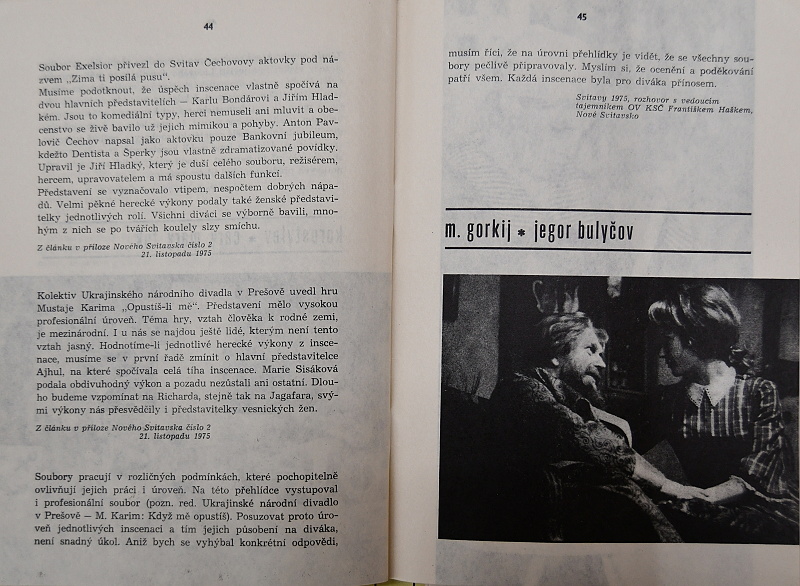 44
Soubor Exelsior přivezl do Svitav Čechovovy aktovky pod ná-
zvem „Zima ti posílá pusu“.
Musíme podotknout, že úspěch inscenace vlastně spočívá na
dvou hlavních představitelích — Karlu Bondárovi a Jiřím Hlad-
kém. Jsou to komediální typy, herci nemuseli ani mluvit a obe-
censtvo se živě bavilo už jejich mimikou a pohyby. Anton Pav-
lovič Čechov napsal jako aktovku pouze Bankovní jubileum,
kdežto Dentista a Šperky jsou vlastně zdramatizované povídky.
Upravil je Jiří Hladký, který je duší celého souboru, režisérem,
hercem, upravovatelem a má spoustu dalších funkcí.
Představení se vyznačovalo vtipem, nespočtem dobrých nápa-
dů. Velmi pěkné herecké výkony podaly také ženské představi-
telky jednotlivých rolí. Všichni diváci se výborně bavili, mno-
hým z nich se po tvářích koulely slzy smíchu.
Z článku v příloze Nového Svitavska číslo 2
21. listopadu 1975
Kolektiv Ukrajinského národního divadla v Prešově uvedl hru
Mustaje Karima „Opustíš-li mě“. Představení mělo vysokou
profesionální úroveň. Téma hry, vztah člověka k rodné zemi,
je mezinárodní. I u nás se najdou ještě lidé, kterým není tento
vztah jasný. Hodnotíme-li jednotlivé herecké výkony z insce-
nace, musíme se v první řadě zmínit o hlavní představitelce
Ajhul, na které spočívala celá tíha inscenace. Marie Sisáková
podala obdivuhodný výkon a pozadu nezůstali ani ostatní. Dlou-
ho budeme vzpomínat na Richarda, stejně tak na Jagafara, svý-
mi výkony nás přesvědčily i představitelky vesnických žen.
Z článku v příloze Nového Svitavska číslo 2
21. listopadu 1975
Soubory pracují v rozličných podmínkách, které pochopitelně
ovlivňují jejich práci i úroveň. Na této přehlídce vystupoval
i profesionální soubor (pozn. red. Ukrajinské národní divadlo
v Prešově — M. Karim: Když mě opustíš). Posuzovat proto úro-
veň jednotlivých inscenací a tím jejich působení na diváka,
není snadný úkol. Aniž bych se vyhýbal konkrétní odpovědi,
45
musím říci, že na úrovni přehlídky je vidět, že se všechny sou-
bory pečlivě připravovaly. Myslím si, že ocenění a poděkování
patří všem. Každá inscenace byla pro diváka přínosem.
Svitavy 1975, rozhovor s vedoucím
tajemníkem OV KSČ Františkem Haškem,
Nové Svitavsko
m. gorkij * jegor bulyčov